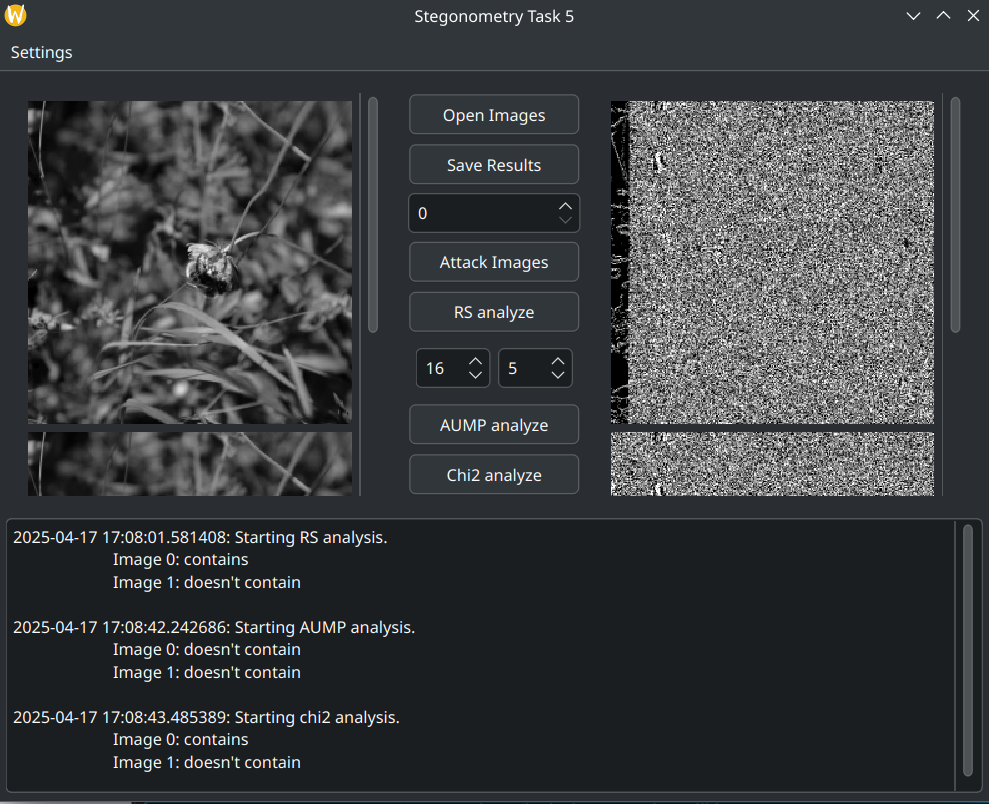 W
Stegonometry Task 5
Settings
Open Images
Save Results
0
Attack Images
RS analyze
16 5
AUMP analyze
Chi2 analyze
2025-04-17 17:08:01.581408: Starting RS analysis.
Image 0: contains
Image 1: doesn't contain
2025-04-17 17:08:42.242686: Starting AUMP analysis.
Image 0: doesn't contain
Image 1: doesn't contain
2025-04-17 17:08:43.485389: Starting chi2 analysis.
Image 0: contains
Image 1: doesn't contain